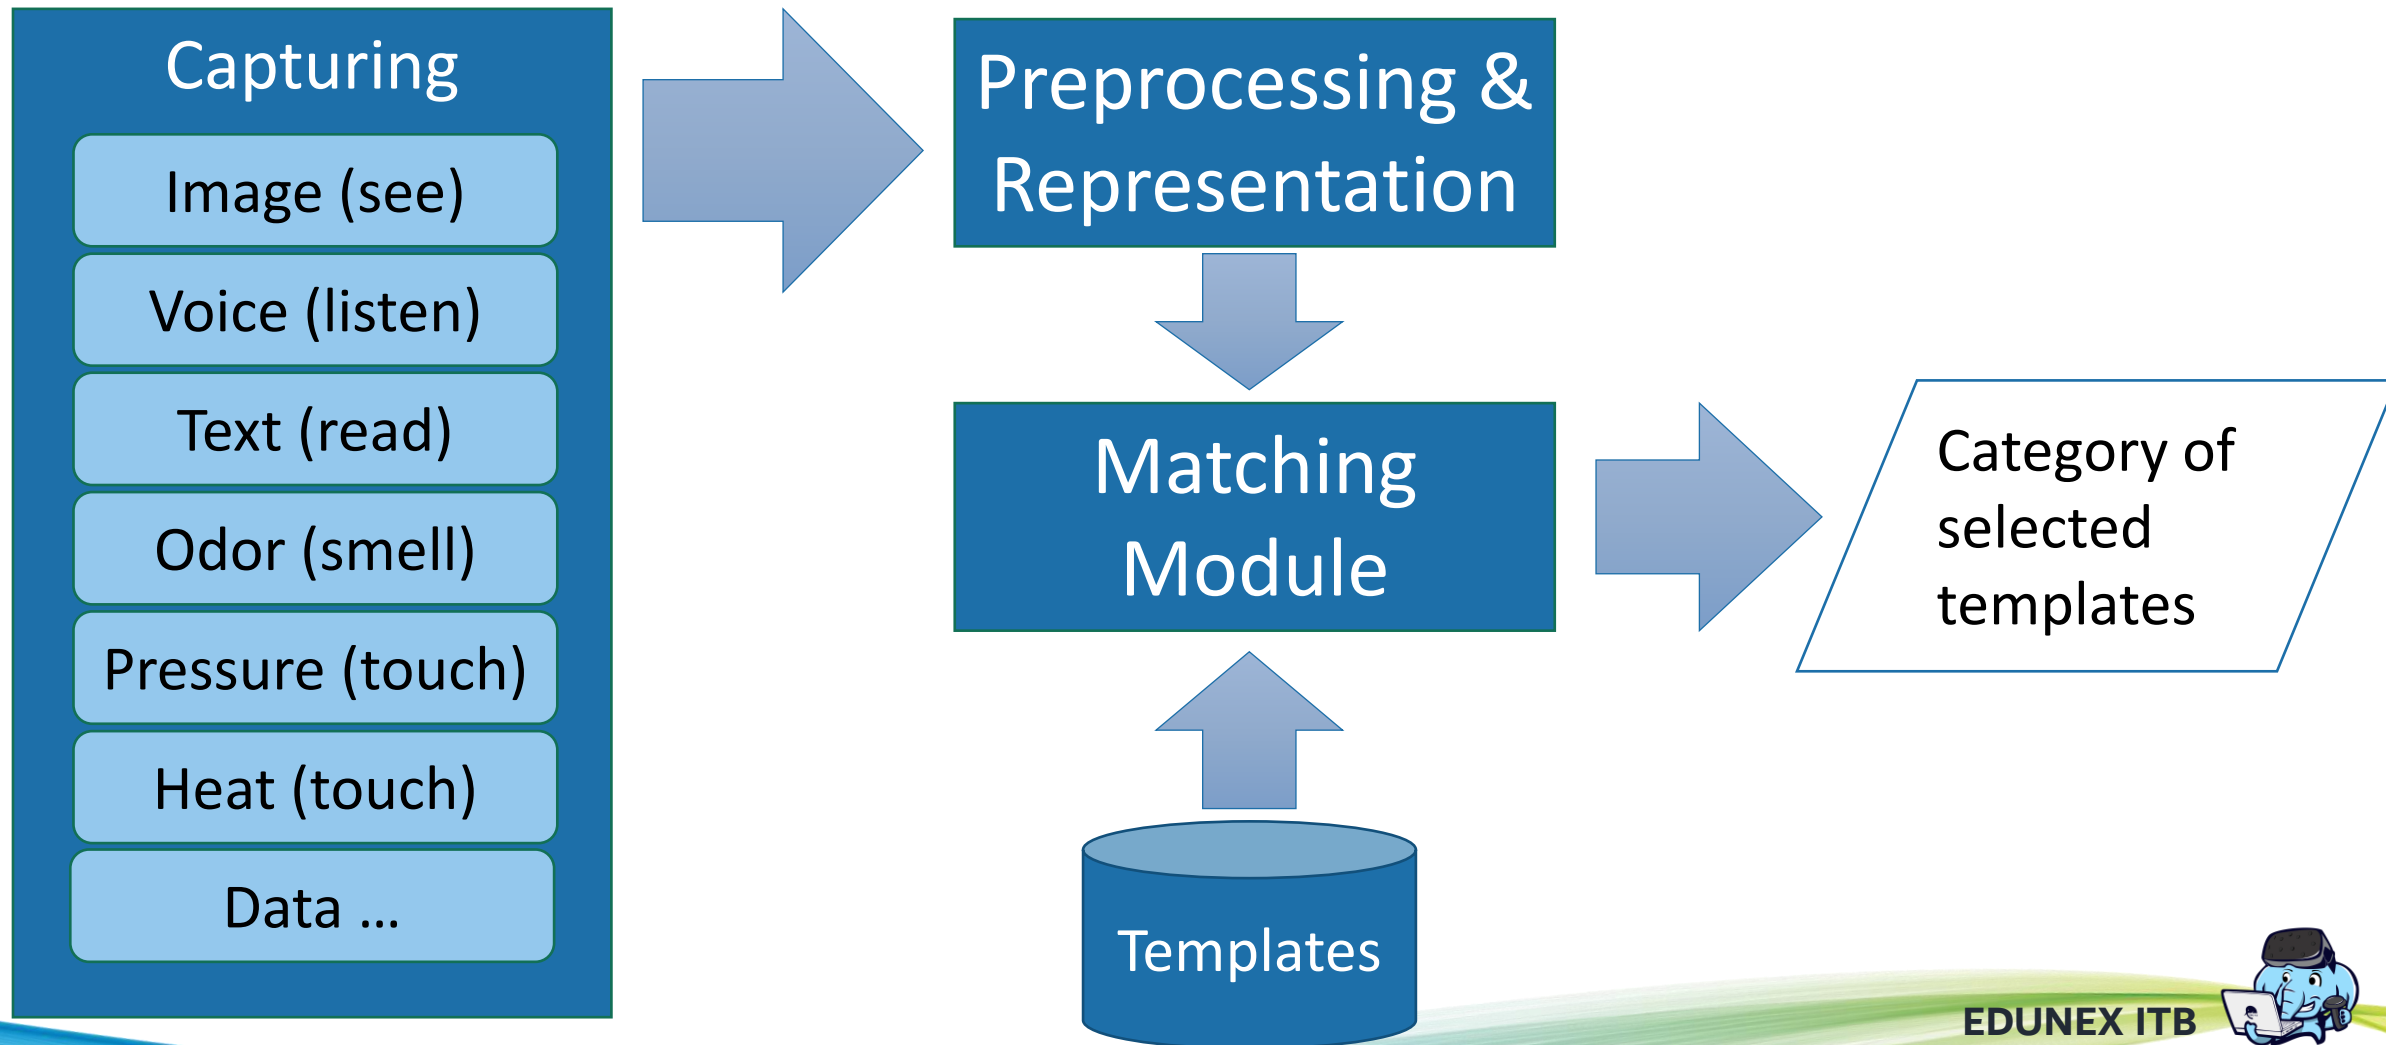 Capturing
Image (see)
Voice (listen)
Text (read)
Odor (smell)
Pressure (touch)
Heat (touch)
Data ...
Preprocessing &
Representation
Matching
Module
Templates
Category of
selected
templates
EDUNEX ITB